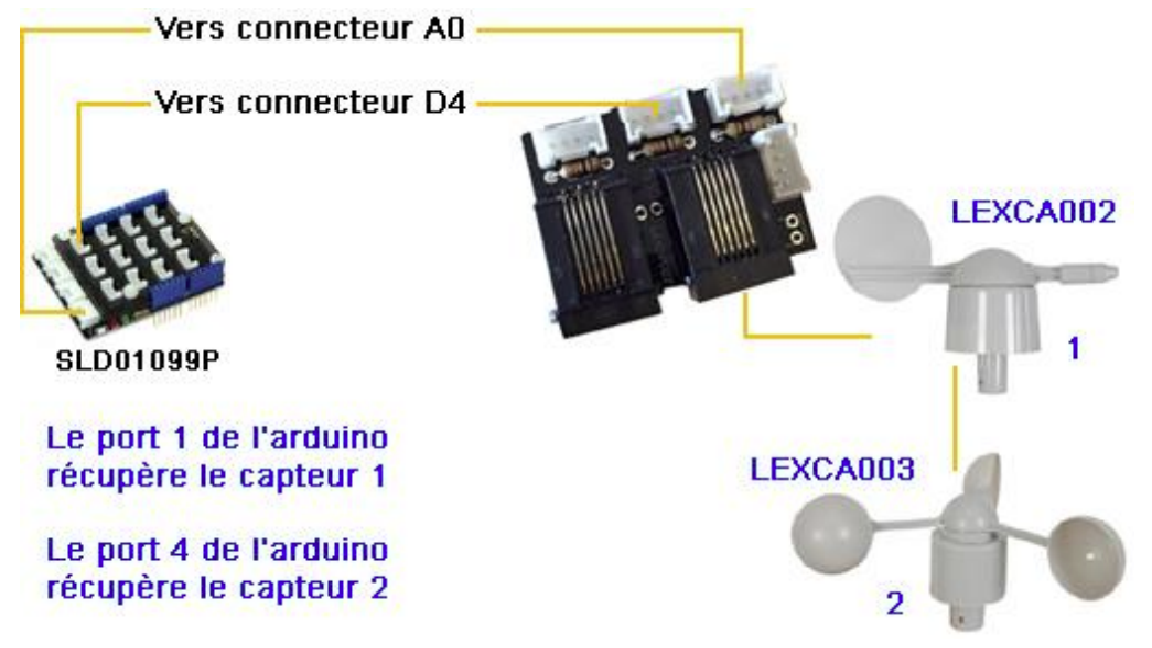 Vers connecteur A0
Vers connecteur D4
LEXCA002
1
SLD01099P
Le port 1 de l'arduino
récupère le capteur 1
LEXCA003
Le port 4 de l'arduino
récupère le capteur 2
2